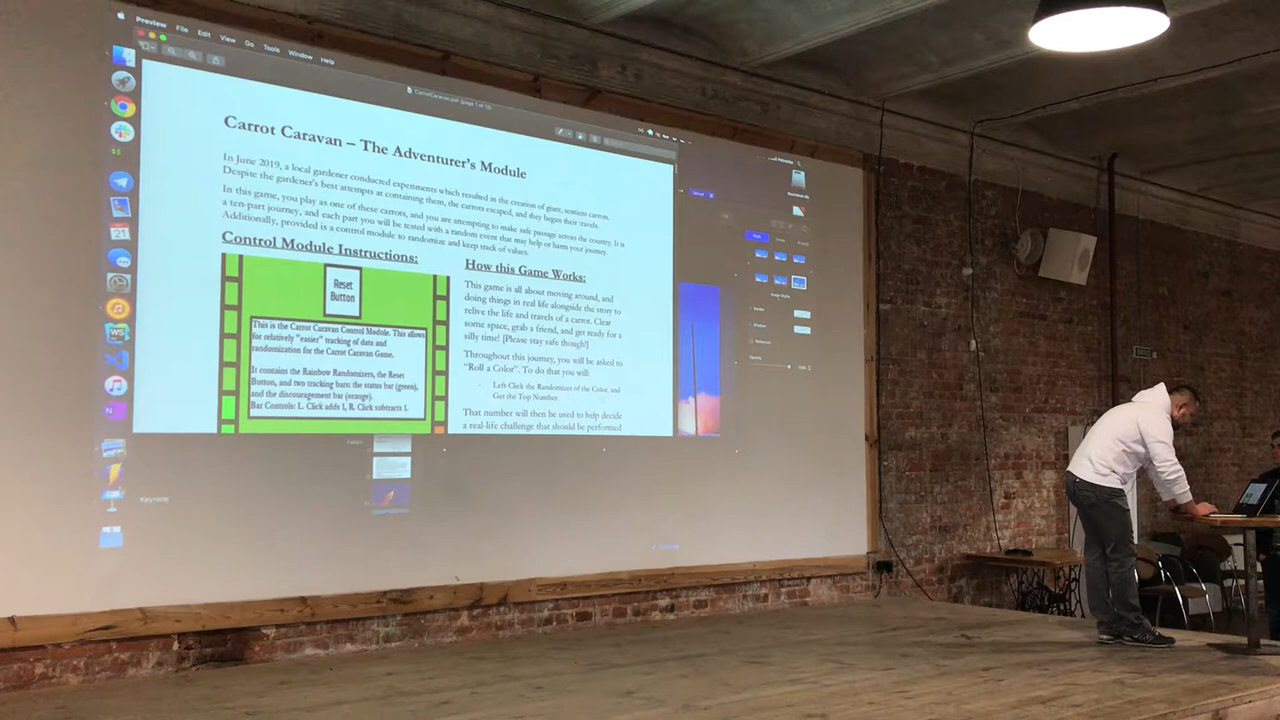 Preview File Edit View Go Tools Window Help
CarrotCaravan.pdf (page 1 of 10)
Carrot Caravan – The Adventurer's Module
In June 2019, a local gardener conducted experiments which resulted in the creation of giant, sentient carrots.
Despite the gardener's best attempts at containing them, the carrots escaped, and they began their travels.
In this game, you play as one of these carrots, and you are attempting to make safe passage across the country. It is
a ten-part journey, and each part you will be tested with a random event that may help or harm your journey.
Additionally, provided is a control module to randomize and keep track of values.
Control Module Instructions:
Reset
Button
This is the Carrot Caravan Control Module. This allows
for relatively "easier" tracking of data and
randomization for the Carrot Caravan Game.
It contains the Rainbow Randomizers, the Reset
Button, and two tracking bars: the status bar (green),
and the discouragement bar (orange).
Bar Controls: L. Click adds 1, R. Click subtracts 1.
How this Game Works:
This game is all about moving around, and
doing things in real life alongside the story to
relive the life and travels of a carrot. Clear
some space, grab a friend, and get ready for a
silly time! [Please stay safe though!]
Throughout this journey, you will be asked to
"Roll a Color". To do that you will:
Left-Click the Randomizer of the Color, and
Get the Top Number
That number will then be used to help decide
a real-life challenge that should be performed
21
WS
N
Keynote